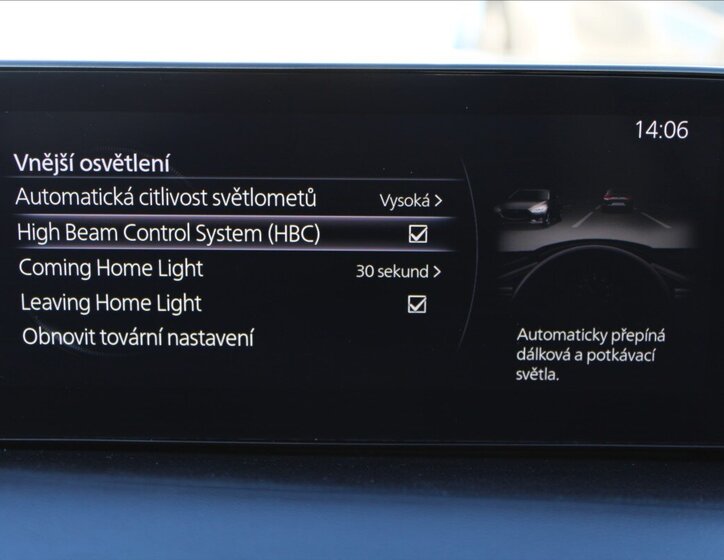 14:06
Vnější osvětlení
Automatická citlivost světlometů Vysoká >
High Beam Control System (HBC)
Coming Home Light 30 sekund >
Leaving Home Light
Obnovit tovární nastavení
Automaticky přepíná
dálková a potkávací
světla.